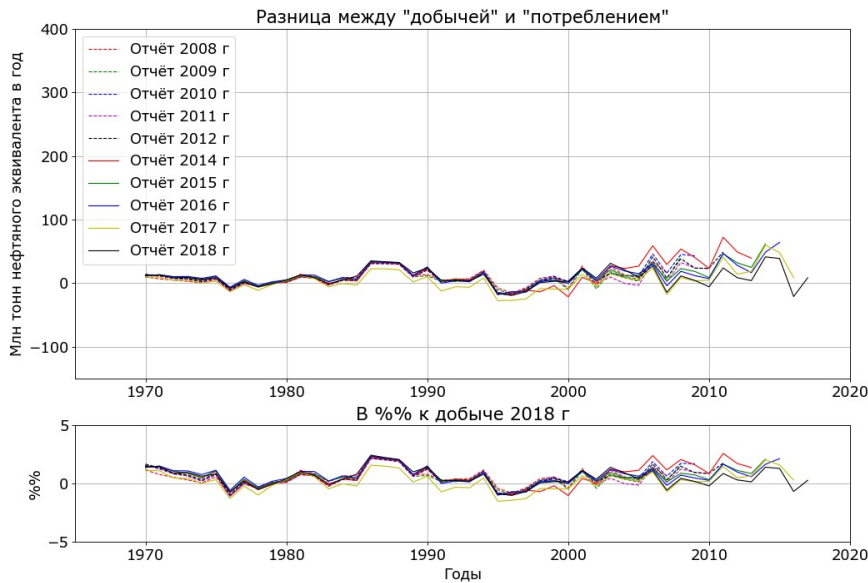 Разница между "добычей" и "потреблением"
Млн тонн нефтяного эквивалента в год
400
300
200
100
0
−100
Отчёт 2008 г
Отчёт 2009 г
Отчёт 2010 г
Отчёт 2011 г
Отчёт 2012 г
Отчёт 2014 г
Отчёт 2015 г
Отчёт 2016 г
Отчёт 2017 г
Отчёт 2018 г
1970 1980 1990 2000 2010 2020
В %% к добыче 2018 г
%%
5
0
−5
1970 1980 1990 2000 2010 2020
Годы